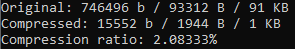 Original: 746496 b / 93312 B / 91 KB
Compressed: 15552 b / 1944 B / 1 KB
Compression ratio: 2.08333%